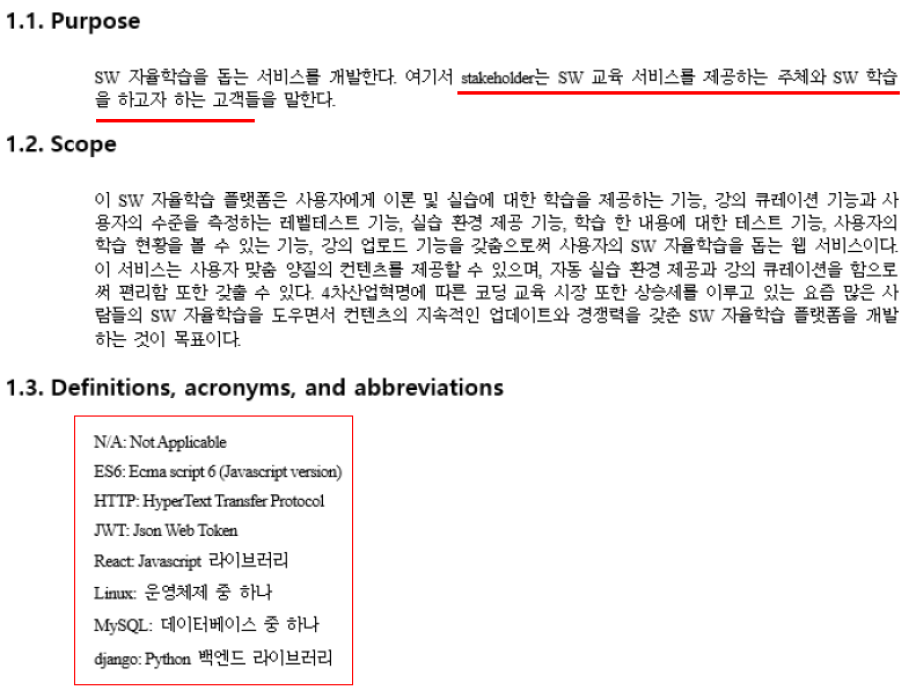 1.1. Purpose
SW 자율학습을 돕는 서비스를 개발한다. 여기서 stakeholder는 SW 교육 서비스를 제공하는 주체와 SW 학습
을 하고자 하는 고객들을 말한다.
1.2. Scope
이 SW 자율학습 플랫폼은 사용자에게 이론 및 실습에 대한 학습을 제공하는 기능, 강의 큐레이션 기능과 사
용자의 수준을 측정하는 레벨테스트 기능, 실습 환경 제공 기능, 학습 한 내용에 대한 테스트 기능, 사용자의
학습 현황을 볼 수 있는 기능, 강의 업로드 기능을 갖춤으로써 사용자의 SW 자율학습을 돕는 웹 서비스이다.
이 서비스는 사용자 맞춤 양질의 컨텐츠를 제공할 수 있으며, 자동 실습 환경 제공과 강의 큐레이션을 함으로
써 편리함 또한 갖출 수 있다. 4차산업혁명에 따른 코딩 교육 시장 또한 상승세를 이루고 있는 요즘 많은 사
람들의 SW 자율학습을 도우면서 컨텐츠의 지속적인 업데이트와 경쟁력을 갖춘 SW 자율학습 플랫폼을 개발
하는 것이 목표이다.
1.3. Definitions, acronyms, and abbreviations
N/A: Not Applicable
ES6: Ecma script 6 (Javascript version)
HTTP: HyperText Transfer Protocol
JWT: Json Web Token
React: Javascript 라이브러리
Linux: 운영체제 중 하나
MySQL: 데이터베이스 중 하나
django: Python 백엔드 라이브러리